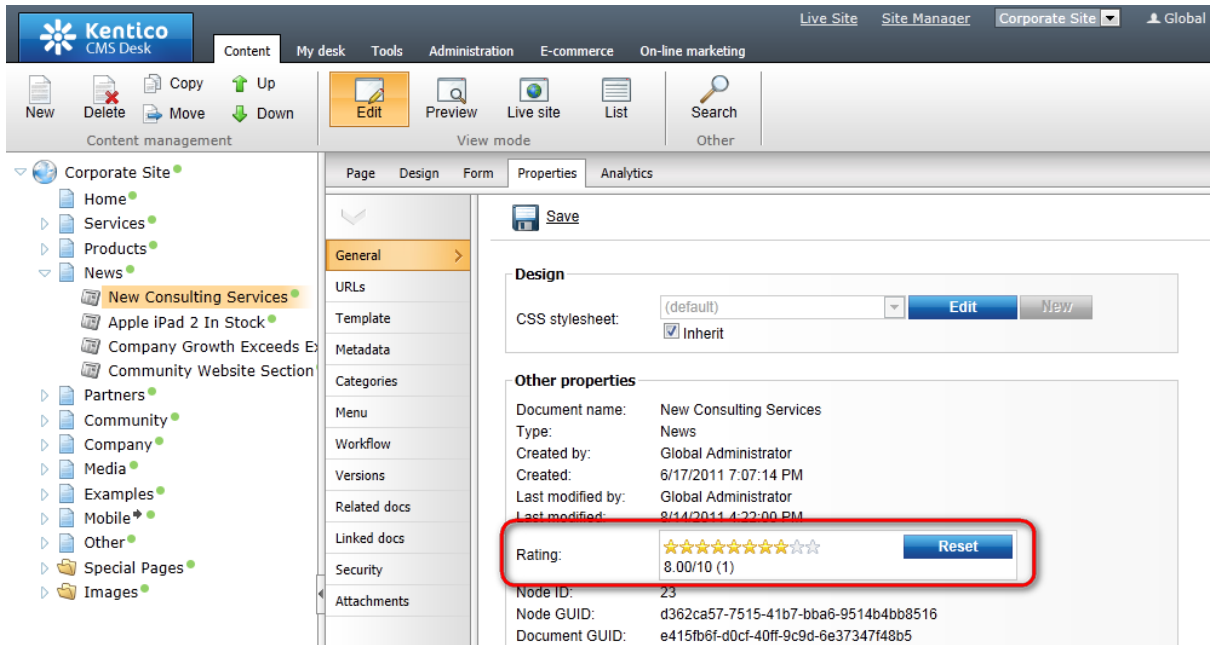 Live Site Site Manager Corporate Site Global
Kentico
CMS Desk
Content My desk Tools Administration E-commerce On-line marketing
New Delete Copy Move Up Down
Content management
Edit Preview Live site List
View mode
Search
Other
Corporate Site
Home
Services
Products
News
New Consulting Services
Apple iPad 2 In Stock
Company Growth Exceeds Ex
Community Website Section
Partners
Community
Company
Media
Examples
Mobile
Other
Special Pages
Images
Page Design Form Properties Analytics
General
URLs
Template
Metadata
Categories
Menu
Workflow
Versions
Related docs
Linked docs
Security
Attachments
Save
Design
CSS stylesheet: (default) Edit New
Inherit
Other properties
Document name: New Consulting Services
Type: News
Created by: Global Administrator
Created: 6/17/2011 7:07:14 PM
Last modified by: Global Administrator
Last modified: 8/14/2011 4:22:00 PM
Rating: Reset
8.00/10 (1)
Node ID: 23
Node GUID: d362ca57-7515-41b7-bba6-9514b4bb8516
Document GUID: e415fb6f-d0cf-40ff-9c9d-6e37347f48b5